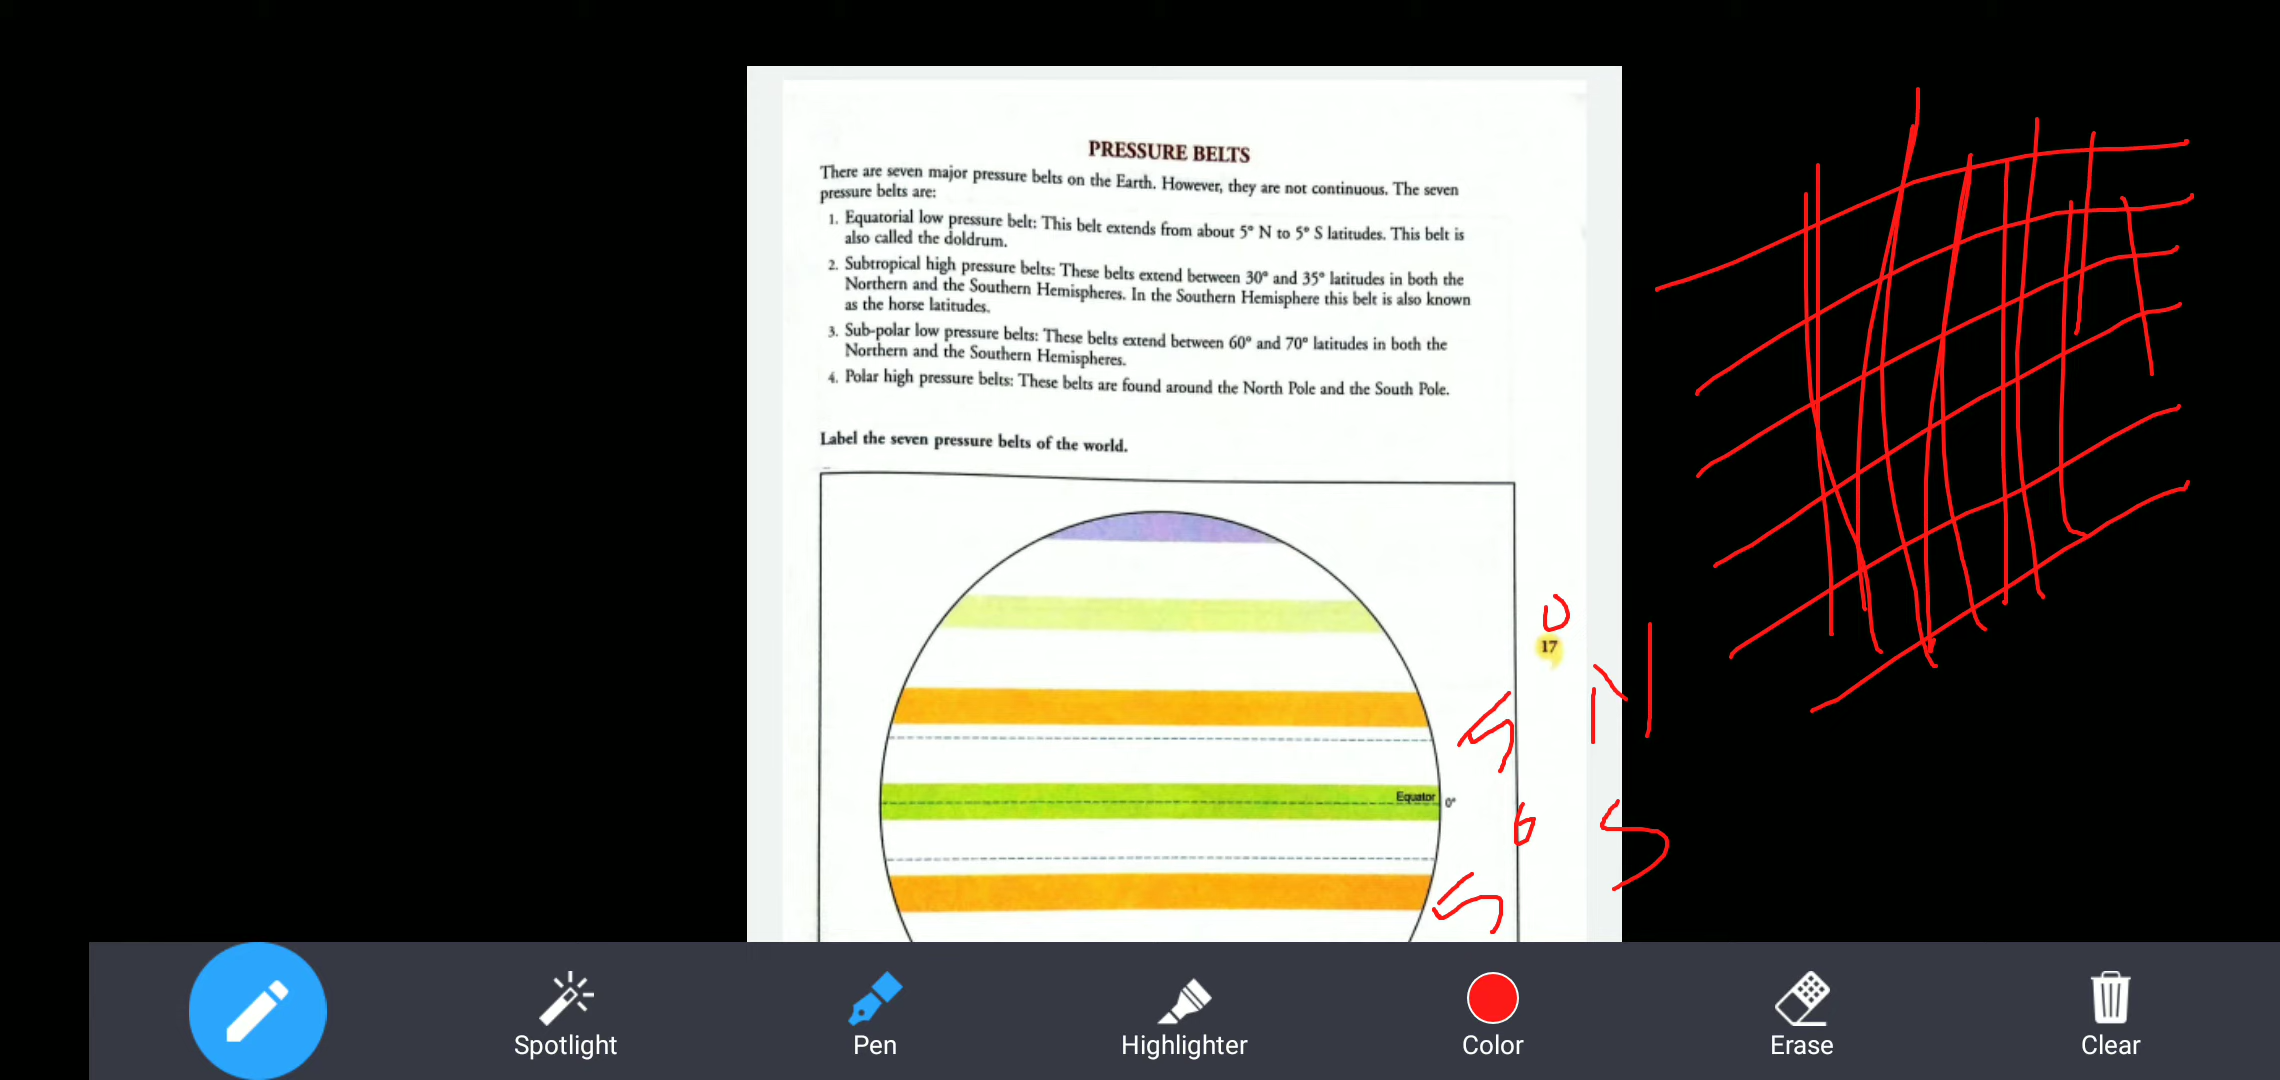 PRESSURE BELTS
There are seven major pressure belts on the Earth. However, they are not continuous. The seven
pressure belts are:
1. Equatorial low pressure belt: This belt extends from about 5° N to 5° S latitudes. This belt is
also called the doldrum.
2. Subtropical high pressure belts: These belts extend between 30° and 35° latitudes in both the
Northern and the Southern Hemispheres. In the Southern Hemisphere this belt is also known
as the horse latitudes.
3. Sub-polar low pressure belts: These belts extend between 60° and 70° latitudes in both the
Northern and the Southern Hemispheres.
4. Polar high pressure belts: These belts are found around the North Pole and the South Pole.
Label the seven pressure belts of the world.
17
Equator 0°
Spotlight
Pen
Highlighter
Color
Erase
Clear